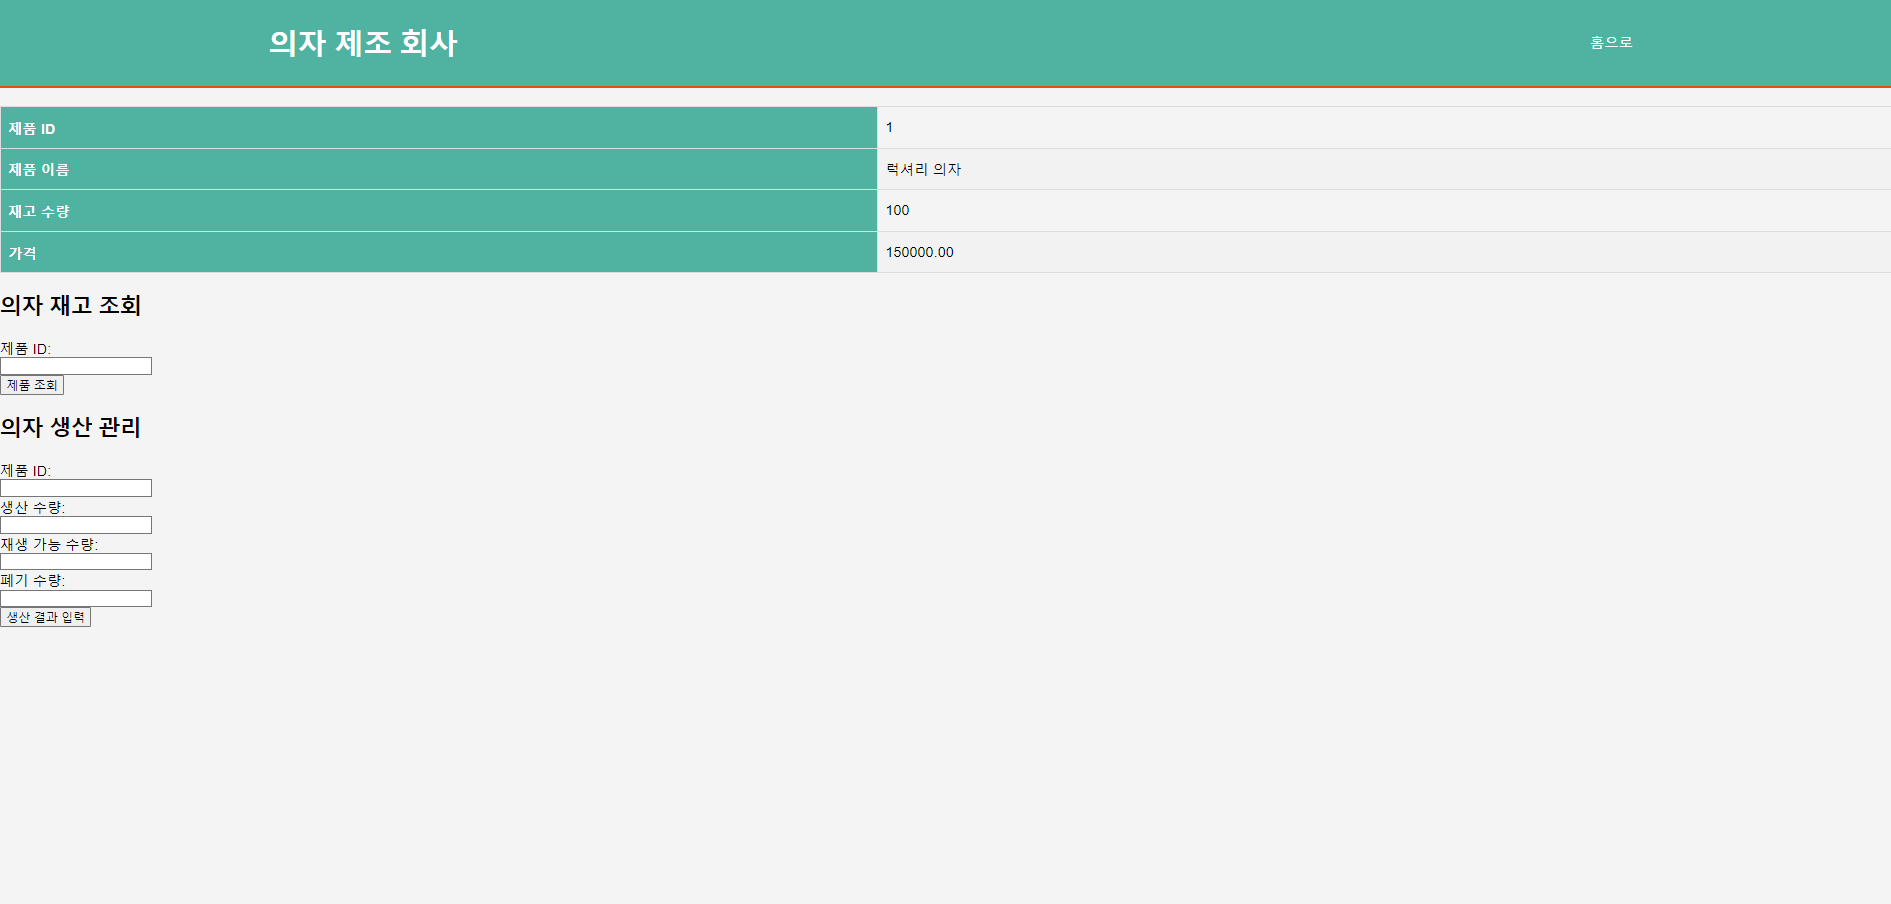 의자 제조 회사
홈으로
제품 ID 1
제품 이름 럭셔리 의자
재고 수량 100
가격 150000.00
의자 재고 조회
제품 ID:
제품 조회
의자 생산 관리
제품 ID:
생산 수량:
재생 가능 수량:
폐기 수량:
생산 결과 입력